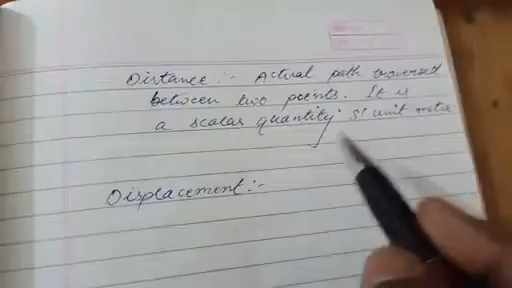 Distance :- Actual path traversed
between two points. It is
a scalar quantity SI unit metre
Displacement :-